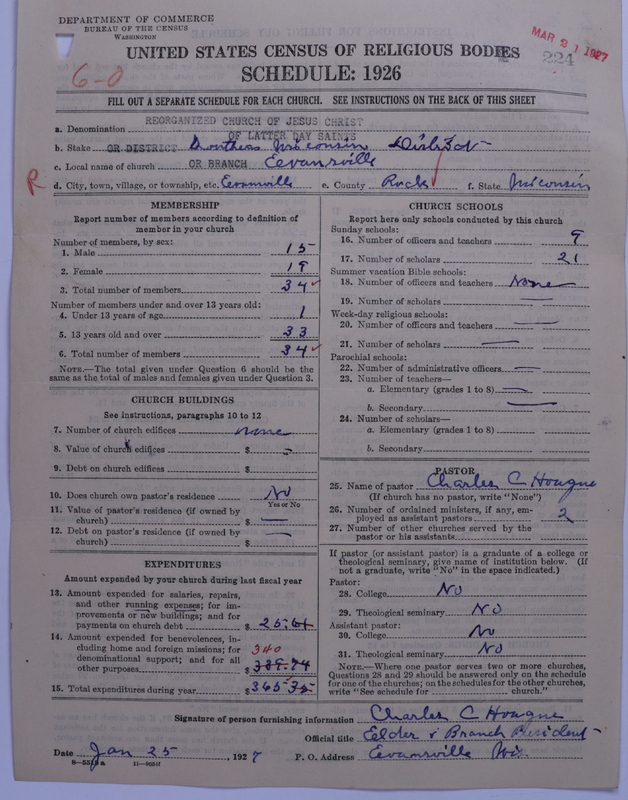 DEPARTMENT OF COMMERCE
BUREAU OF THE CENSUS
WASHINGTON
MAR 21 1927
224
6-0
UNITED STATES CENSUS OF RELIGIOUS BODIES
SCHEDULE: 1926
FILL OUT A SEPARATE SCHEDULE FOR EACH CHURCH. SEE INSTRUCTIONS ON THE BACK OF THIS SHEET
a. Denomination REORGANIZED CHURCH OF JESUS CHRIST OF LATTER DAY SAINTS
b. Stake OR DISTRICT Southern Wisconsin District
c. Local name of church OR BRANCH Eevansville
R d. City, town, village, or township, etc. Evansville e. County Rock f. State Wisconsin
MEMBERSHIP
Report number of members according to definition of member in your church
Number of members, by sex:
1. Male 15
2. Female 19
3. Total number of members 34
Number of members under and over 13 years old:
4. Under 13 years of age 1
5. 13 years old and over 33
6. Total number of members 34
NOTE.—The total given under Question 6 should be the same as the total of males and females given under Question 3.
CHURCH BUILDINGS
See instructions, paragraphs 10 to 12
7. Number of church edifices none
8. Value of church edifices $ -
9. Debt on church edifices $
10. Does church own pastor's residence No
Yes or No
11. Value of pastor's residence (if owned by church) $ —
12. Debt on pastor's residence (if owned by church) $ —
EXPENDITURES
Amount expended by your church during last fiscal year
13. Amount expended for salaries, repairs, and other running expenses; for improvements or new buildings; and for payments on church debt $ 25.61
14. Amount expended for benevolences, including home and foreign missions; for denominational support; and for all other purposes $ 340
15. Total expenditures during year $ 365.35
CHURCH SCHOOLS
Report here only schools conducted by this church
Sunday schools:
16. Number of officers and teachers 9
17. Number of scholars 21
Summer vacation Bible schools:
18. Number of officers and teachers None
19. Number of scholars —
Week-day religious schools:
20. Number of officers and teachers —
21. Number of scholars —
Parochial schools:
22. Number of administrative officers —
23. Number of teachers—
a. Elementary (grades 1 to 8) —
b. Secondary —
24. Number of scholars—
a. Elementary (grades 1 to 8)
b. Secondary
PASTOR
25. Name of pastor Charles C Hougne
(If church has no pastor, write "None")
26. Number of ordained ministers, if any, employed as assistant pastors 2
27. Number of other churches served by the pastor or his assistants
If pastor (or assistant pastor) is a graduate of a college or theological seminary, give name of institution below. (If not a graduate, write "No" in the space indicated.)
Pastor:
28. College No
29. Theological seminary No
Assistant pastor:
30. College No
31. Theological seminary No
NOTE.—Where one pastor serves two or more churches, Questions 28 and 29 should be answered only on the schedule for one of the churches; on the schedules for the other churches, write "See schedule for church."
Signature of person furnishing information Charles C Hougne
Official title Elder & Branch President
Date Jan 25, 1927 P. O. Address Evansville Wis.
11-9055